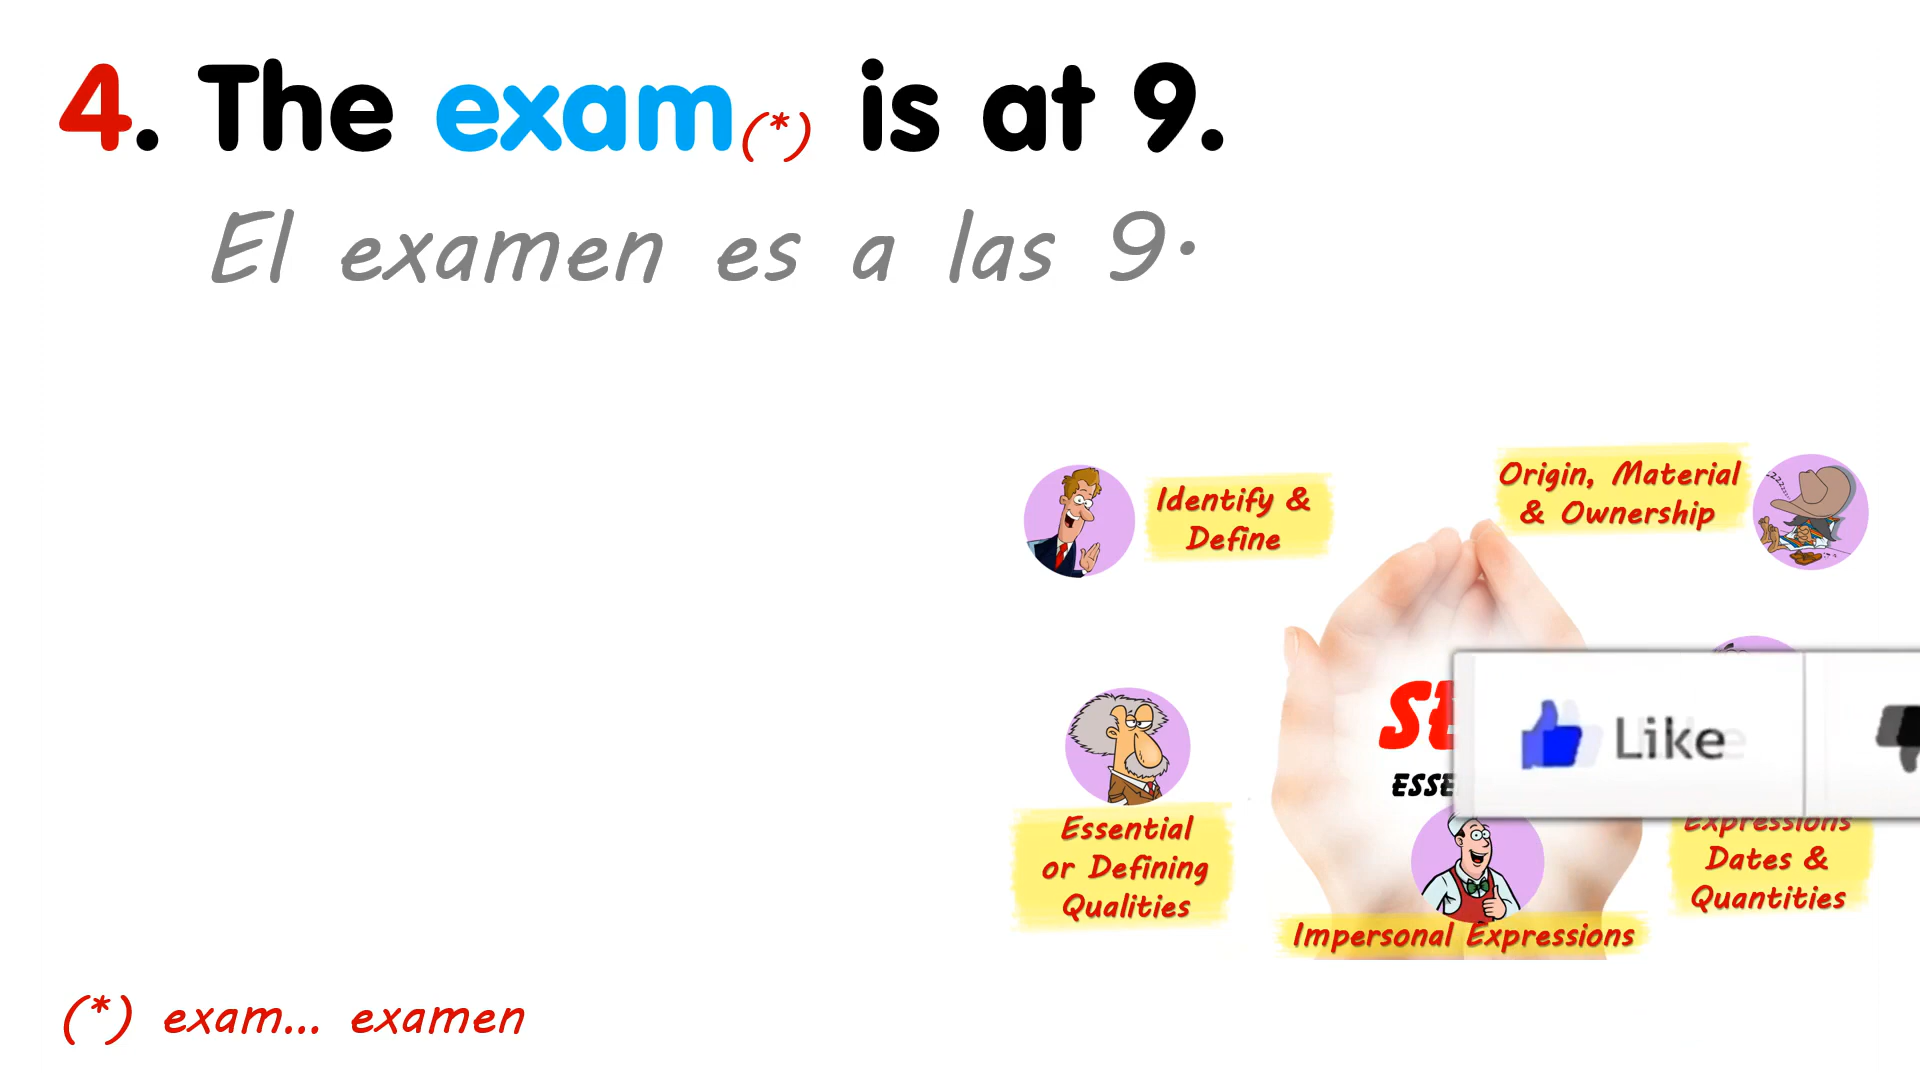 4. The exam(*) is at 9.
El examen es a las 9.
Identify &
Define
Origin, Material
& Ownership
Like
Essential
or Defining
Qualities
Expressions
Dates &
Quantities
Impersonal Expressions
(*) exam... examen